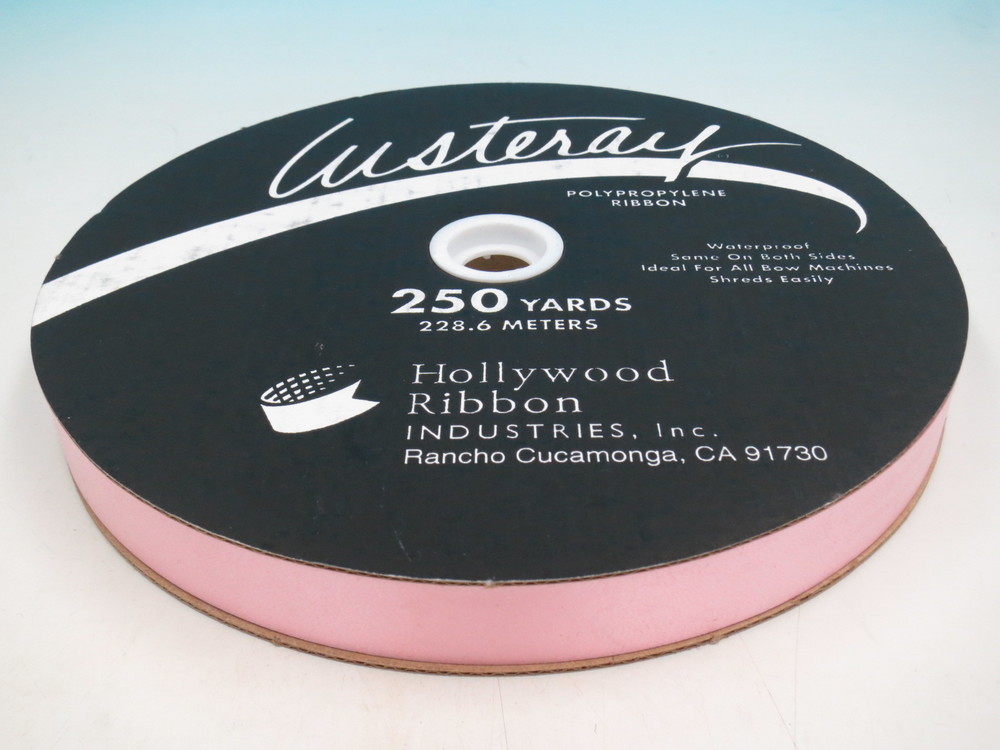 Lusteray
POLYPROPYLENE
RIBBON
Waterproof
Same On Both Sides
Ideal For All Bow Machines
Shreds Easily
250 YARDS
228.6 METERS
Hollywood
Ribbon
INDUSTRIES, Inc.
Rancho Cucamonga, CA 91730